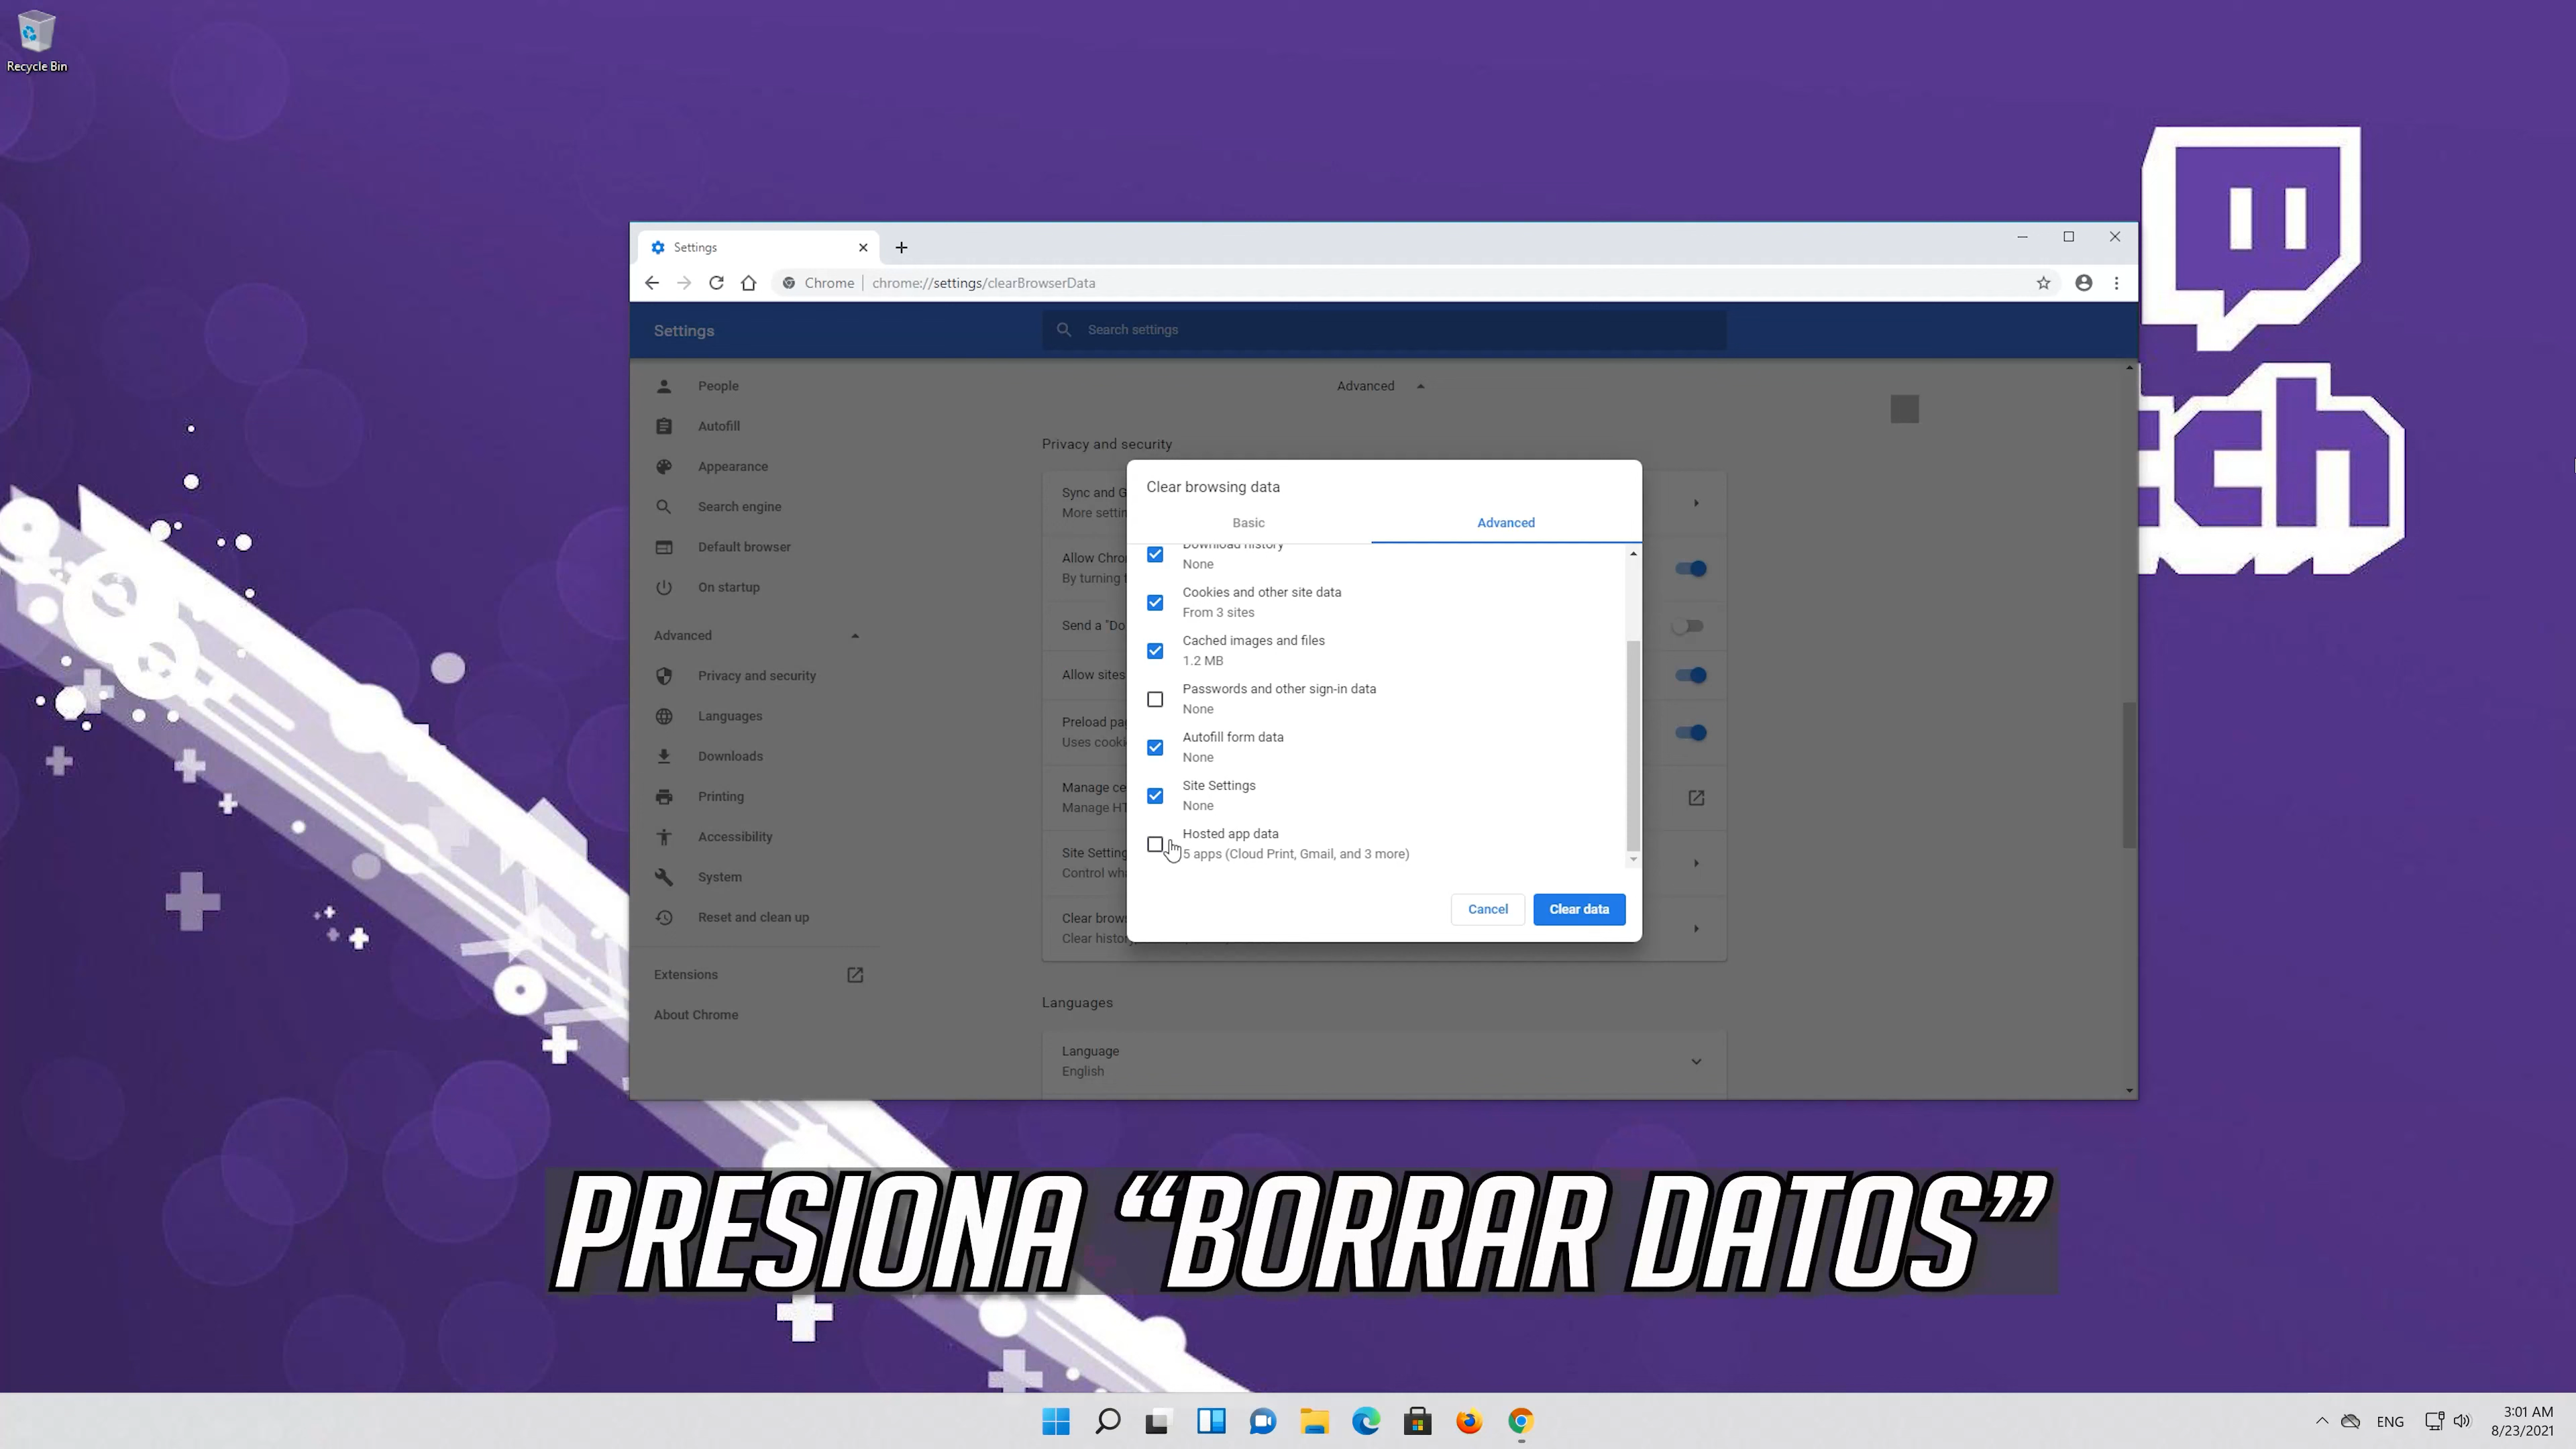 Recycle Bin
Settings
Chrome
chrome://settings/clearBrowserData
Settings
Search settings
People
Autofill
Appearance
Search engine
Default browser
On startup
Advanced
Privacy and security
Languages
Downloads
Printing
Accessibility
System
Reset and clean up
Extensions
About Chrome
Advanced
Privacy and security
Sync and G
More settin
Allow Chro
By turning
Send a "Do
Allow sites
Preload pa
Uses cooki
Manage ce
Manage HT
Site Setting
Control wh
Clear brow
Clear histor
Languages
Language
English
Clear browsing data
Basic
Advanced
Download history
None
Cookies and other site data
From 3 sites
Cached images and files
1.2 MB
Passwords and other sign-in data
None
Autofill form data
None
Site Settings
None
Hosted app data
5 apps (Cloud Print, Gmail, and 3 more)
Cancel
Clear data
ch
PRESIONA “BORRAR DATOS”
ENG
3:01 AM
8/23/2021